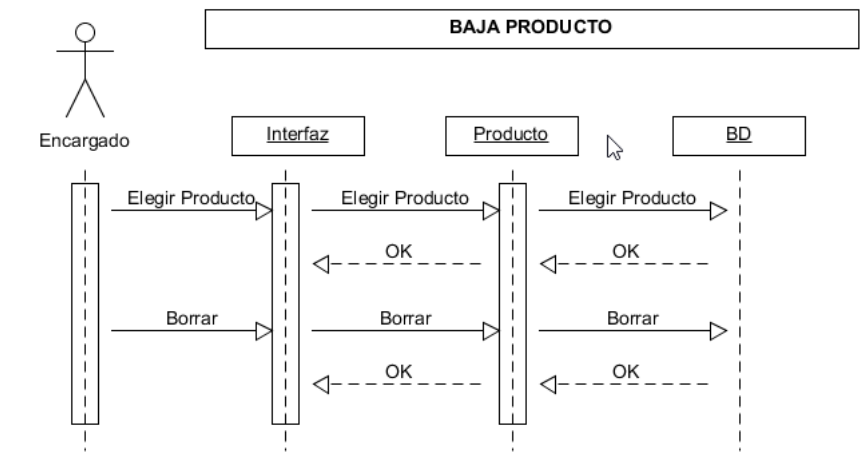 BAJA PRODUCTO
Encargado
Interfaz
Producto
BD
Elegir Producto
Elegir Producto
Elegir Producto
OK
OK
Borrar
Borrar
Borrar
OK
OK